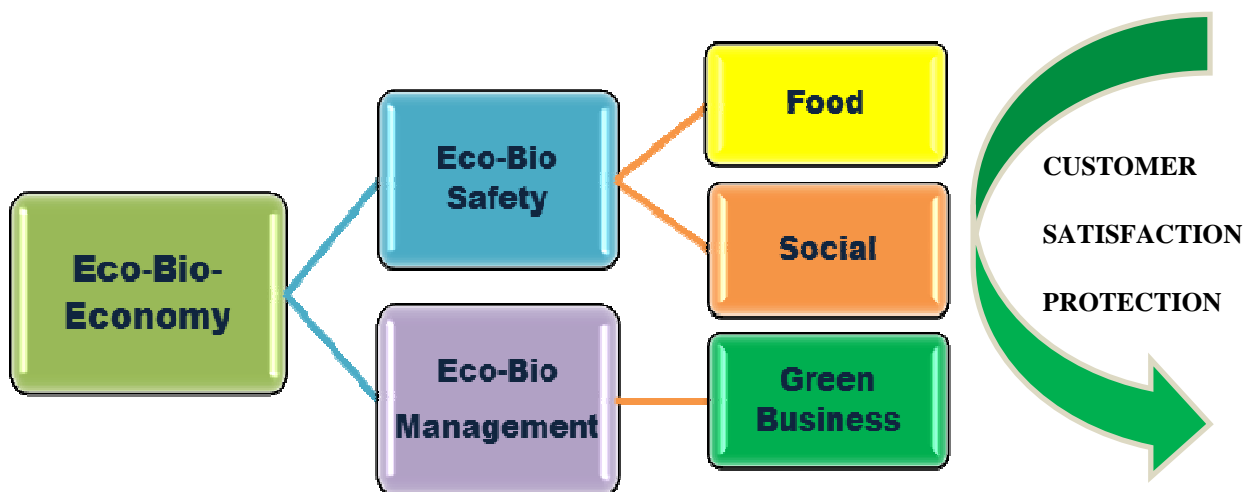 Eco-Bio-
Economy
Eco-Bio
Safety
Eco-Bio
Management
Food
Social
Green
Business
CUSTOMER
SATISFACTION
PROTECTION